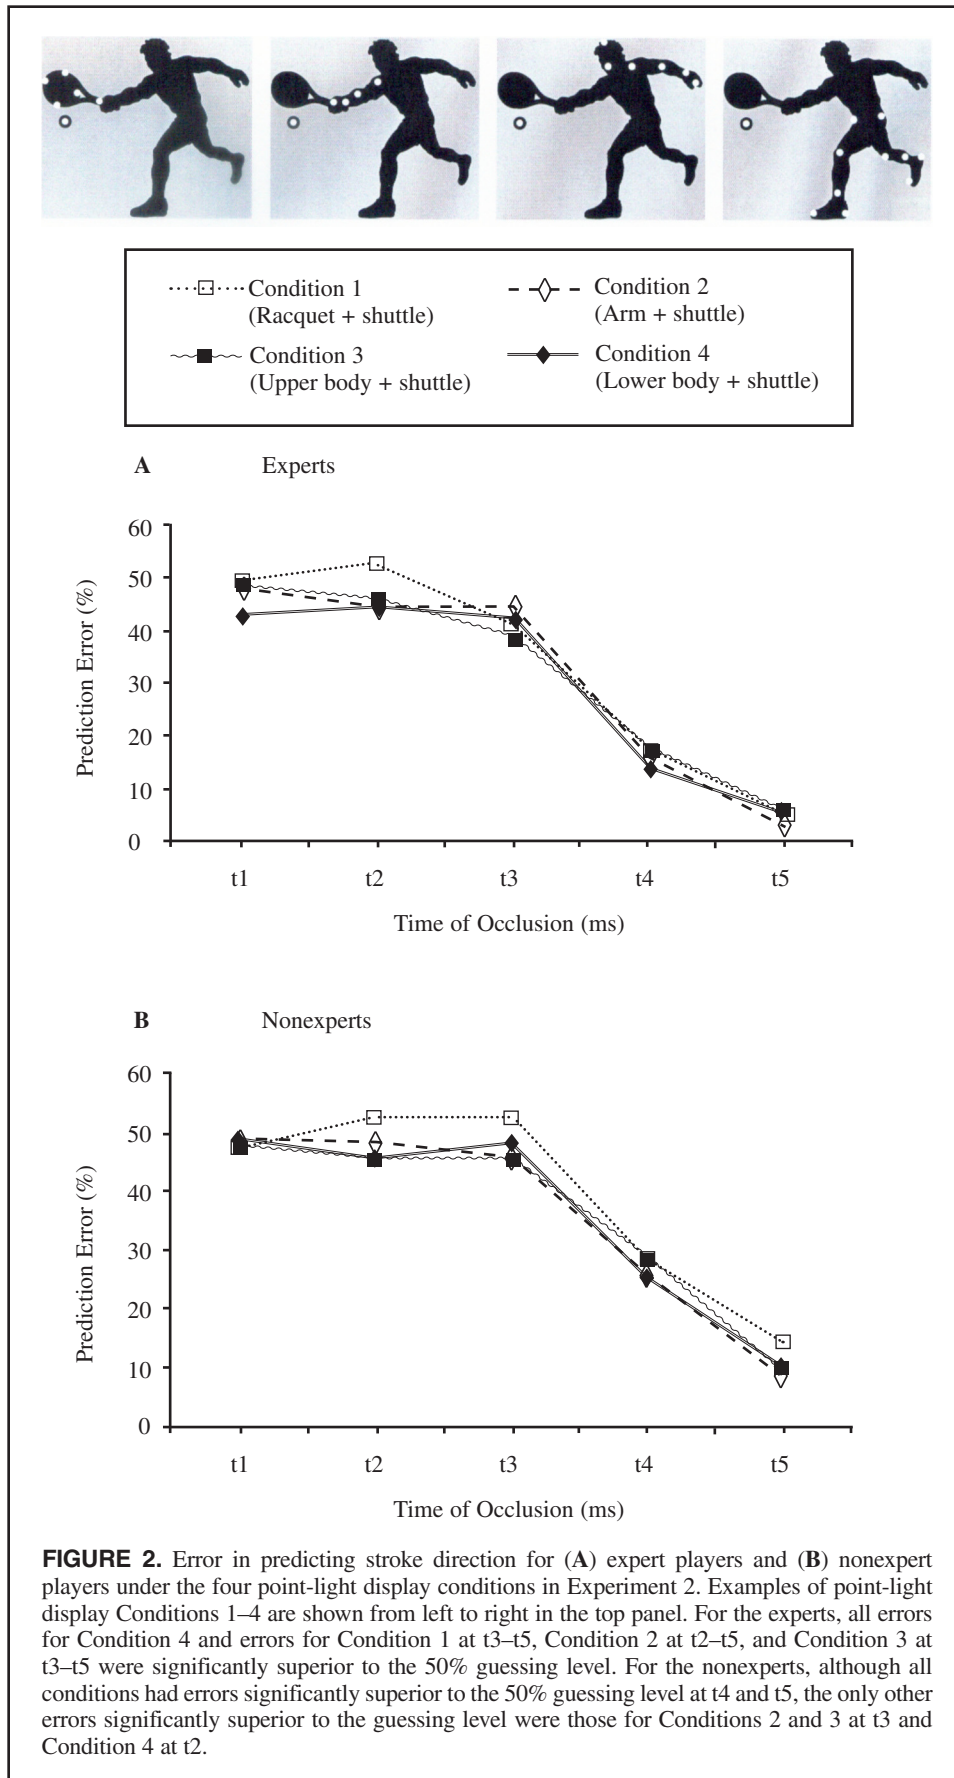 Condition 1
(Racquet + shuttle)
Condition 2
(Arm + shuttle)
Condition 3
(Upper body + shuttle)
Condition 4
(Lower body + shuttle)
A Experts
60
50
40
30
20
10
0
Prediction Error (%)
t1 t2 t3 t4 t5
Time of Occlusion (ms)
B Nonexperts
60
50
40
30
20
10
0
Prediction Error (%)
t1 t2 t3 t4 t5
Time of Occlusion (ms)
FIGURE 2. Error in predicting stroke direction for (A) expert players and (B) nonexpert
players under the four point-light display conditions in Experiment 2. Examples of point-light
display Conditions 1–4 are shown from left to right in the top panel. For the experts, all errors
for Condition 4 and errors for Condition 1 at t3–t5, Condition 2 at t2–t5, and Condition 3 at
t3–t5 were significantly superior to the 50% guessing level. For the nonexperts, although all
conditions had errors significantly superior to the 50% guessing level at t4 and t5, the only other
errors significantly superior to the guessing level were those for Conditions 2 and 3 at t3 and
Condition 4 at t2.